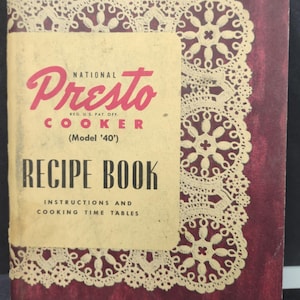 NATIONAL
Presto
REG. U.S. PAT. OFF.
COOKER
(Model '40')
RECIPE BOOK
INSTRUCTIONS AND
COOKING TIME TABLES